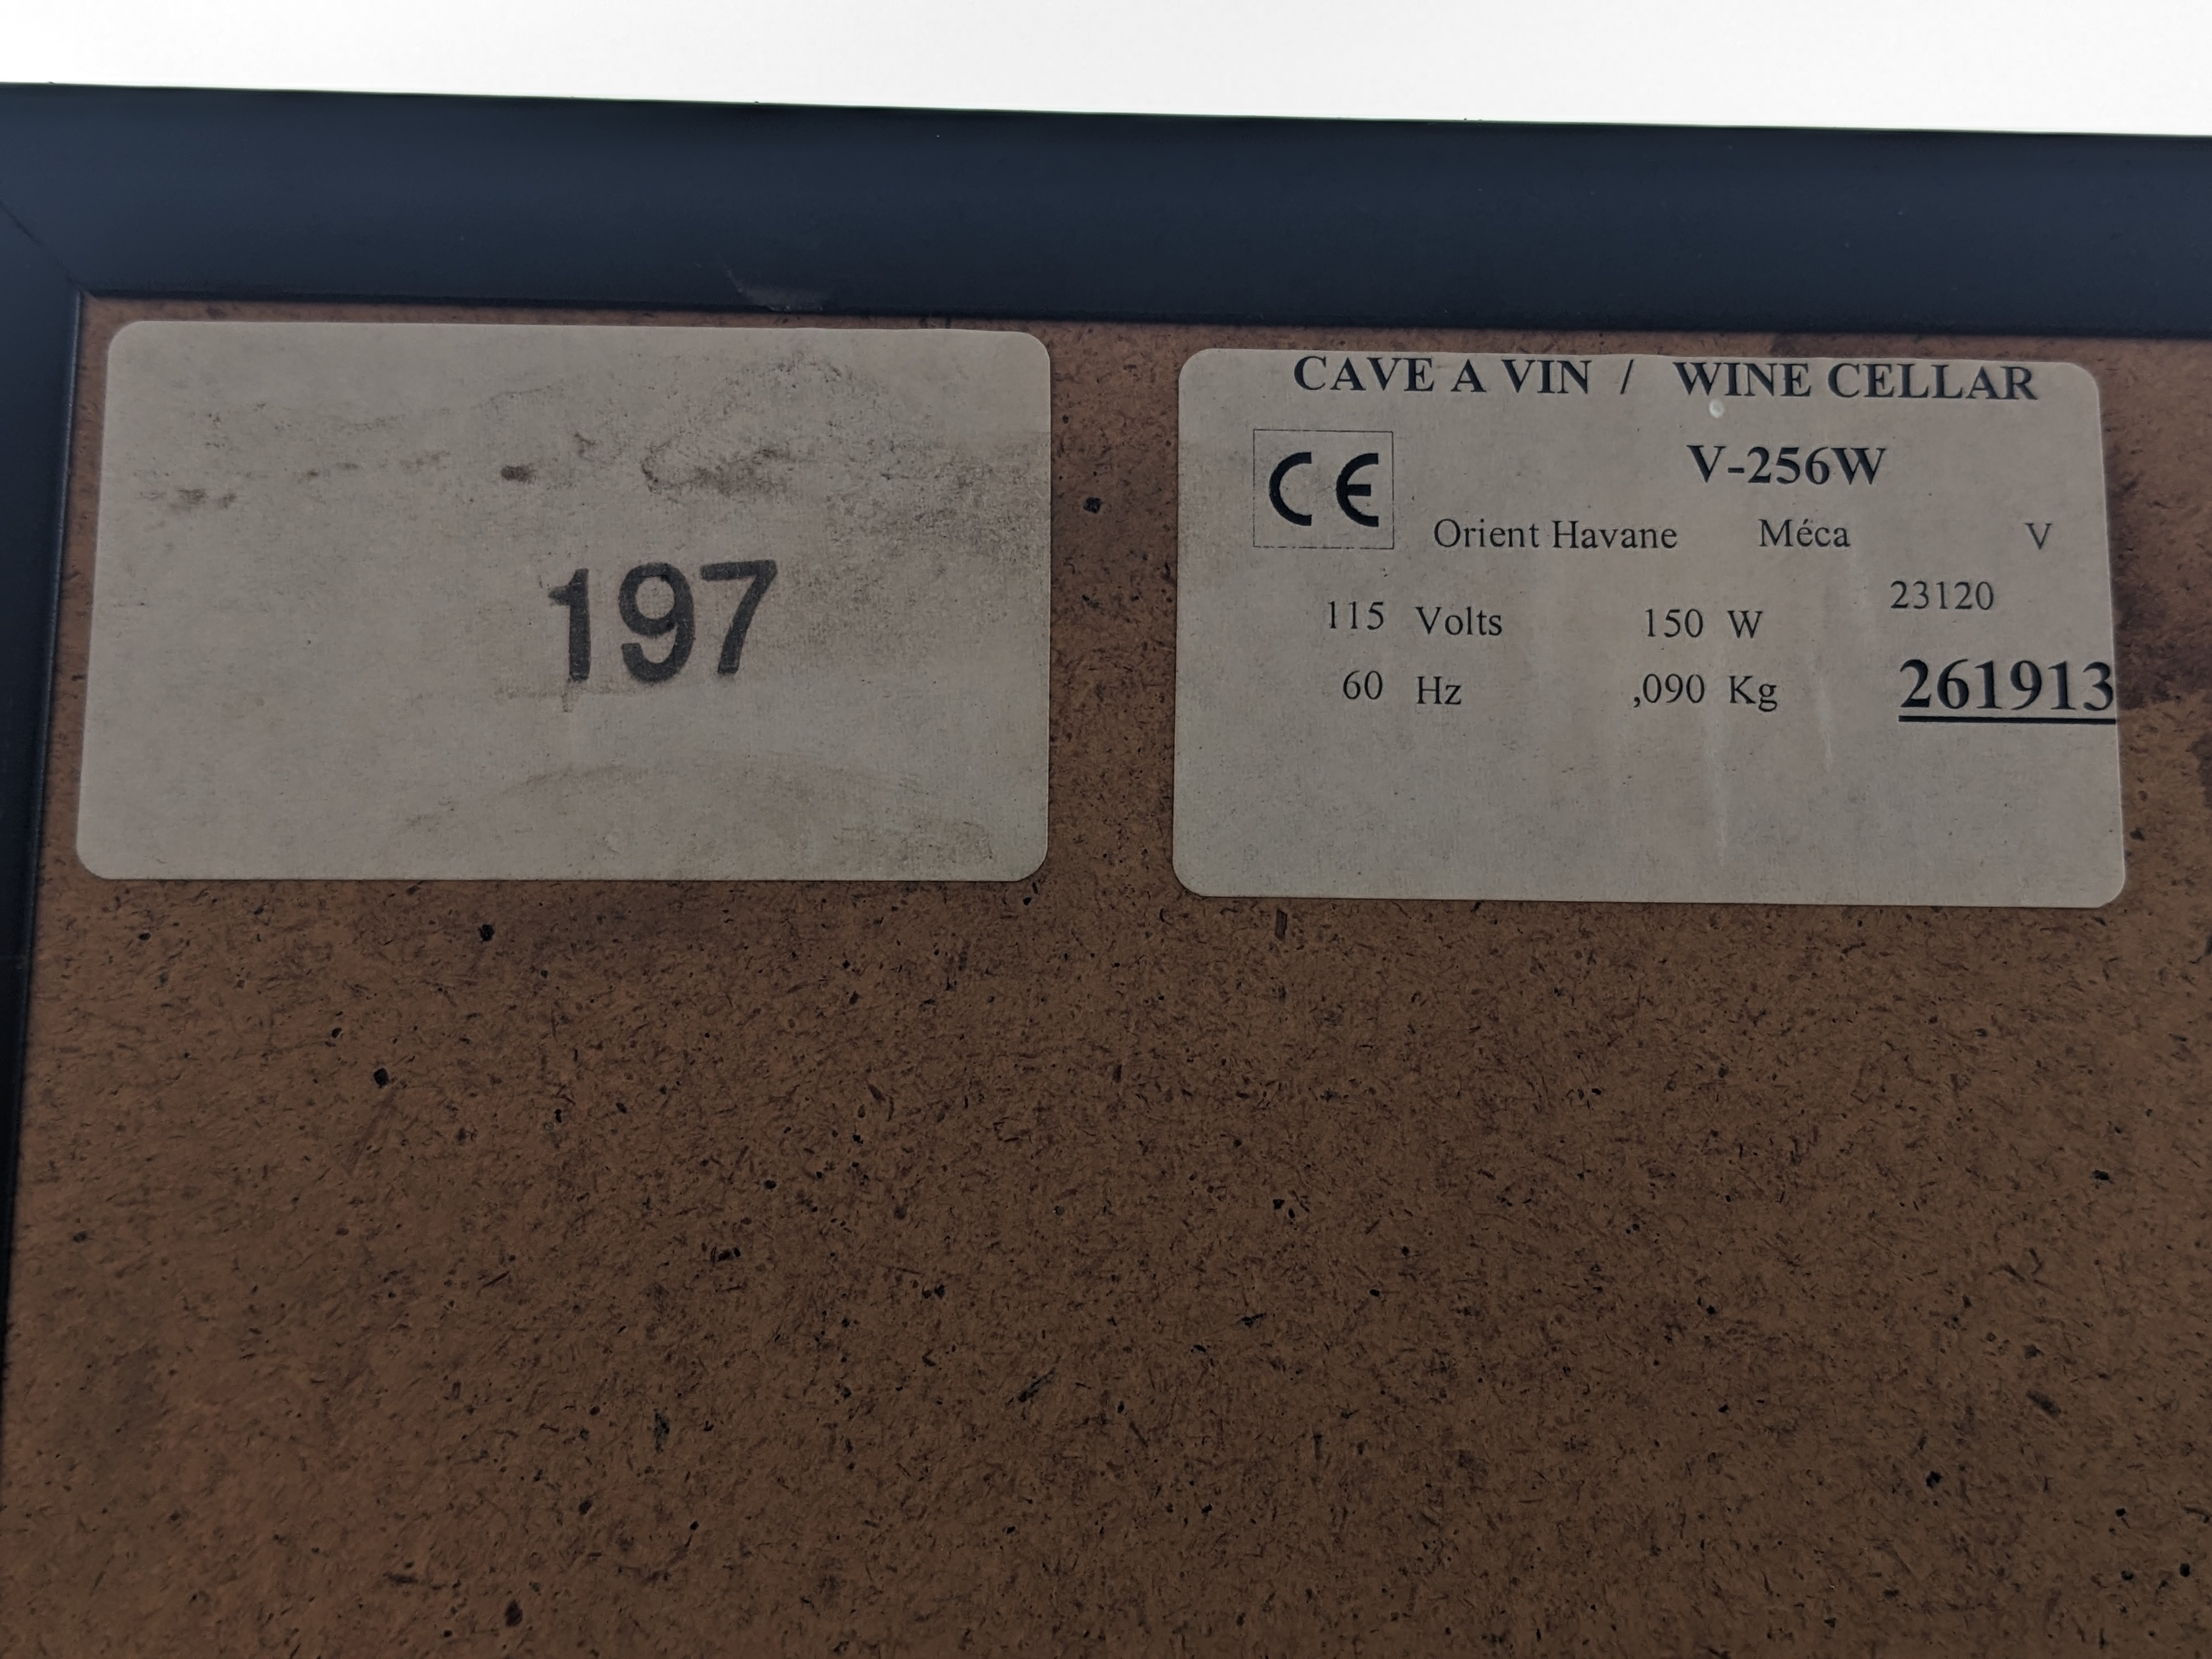 197
CAVE A VIN / WINE CELLAR
CE
V-256W
Orient Havane Méca V
115 Volts 150 W 23120
60 Hz ,090 Kg 261913